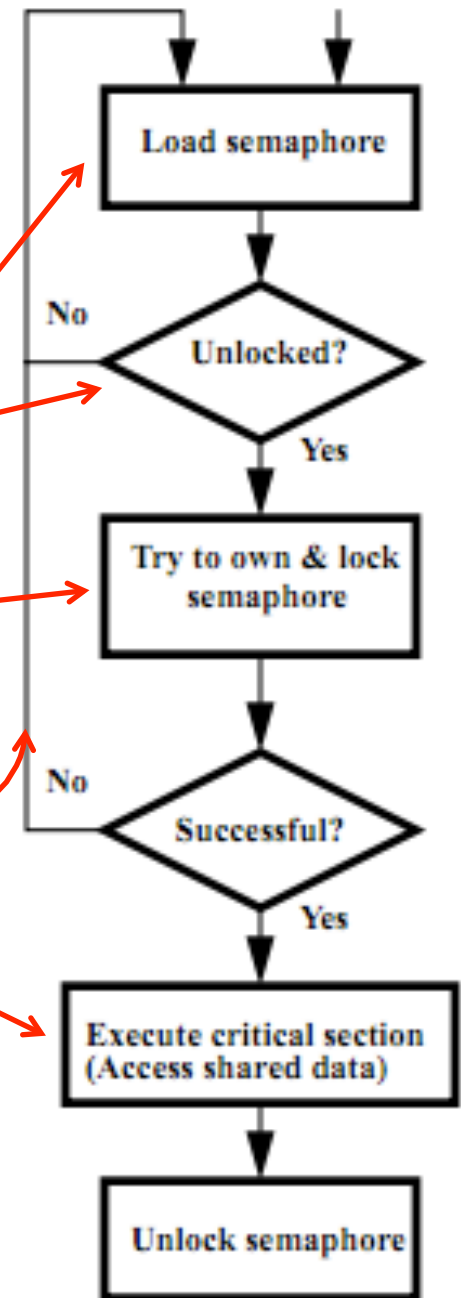 Load semaphore
No
Unlocked?
Yes
Try to own & lock
semaphore
No
Successful?
Yes
Execute critical section
(Access shared data)
Unlock semaphore